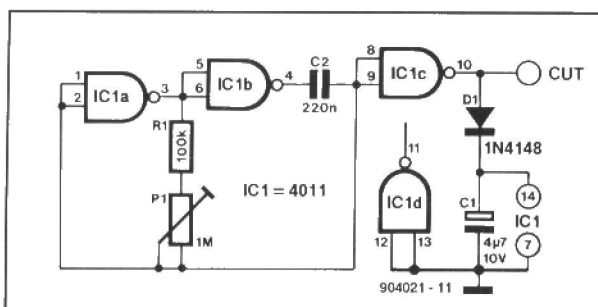 1
2
IC1a
3
5
6
IC1b
4
C2
220n
8
9
IC1c
10
CUT
R1
100k
P1
1M
IC1 = 4011
D1
1N4148
11
IC1d
12 13
C1
4µ7
10V
14
IC1
7
904021 - 11